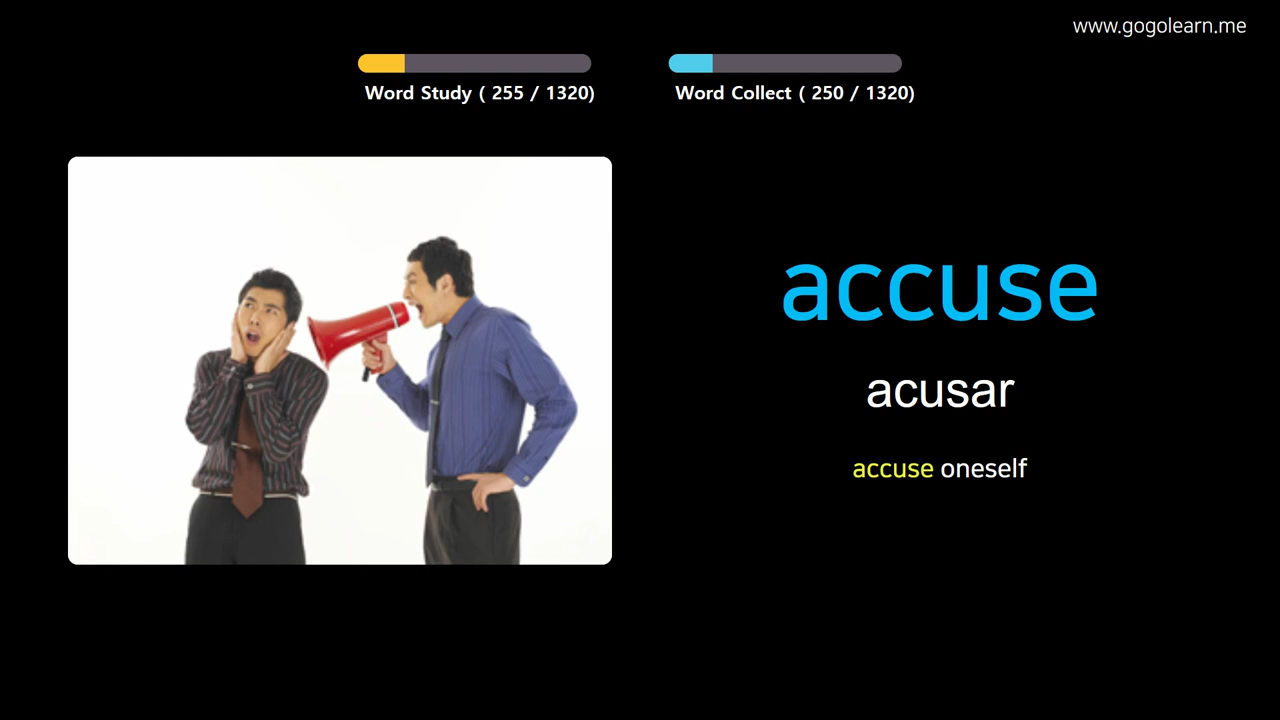 www.gogolearn.me
Word Study ( 255 / 1320)
Word Collect ( 250 / 1320)
accuse
acusar
accuse oneself